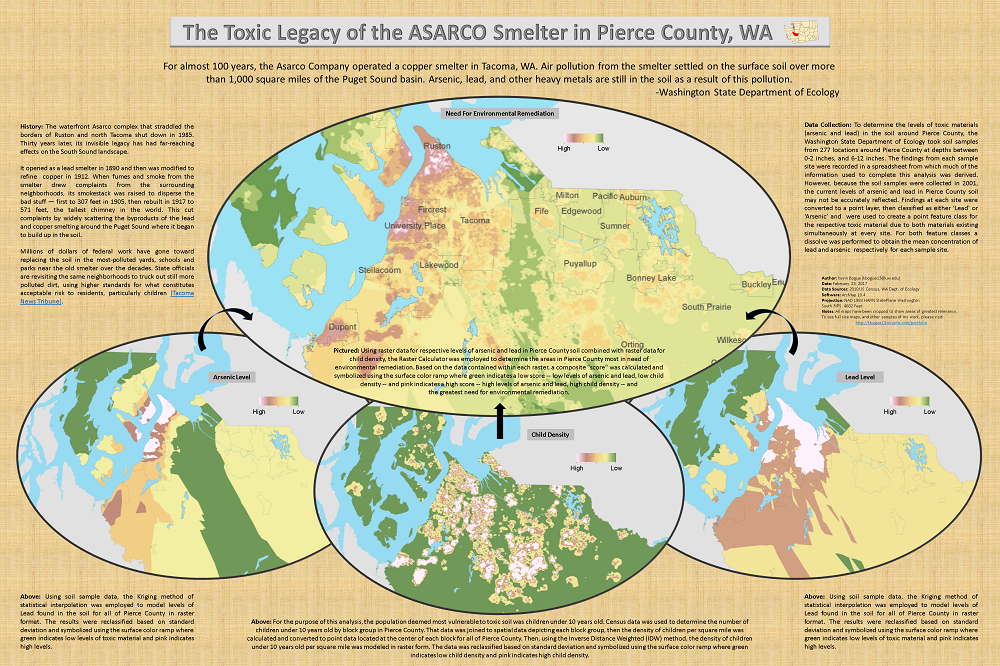 The Toxic Legacy of the ASARCO Smelter in Pierce County, WA
For almost 100 years, the Asarco Company operated a copper smelter in Tacoma, WA. Air pollution from the smelter settled on the surface soil over more
than 1,000 square miles of the Puget Sound basin. Arsenic, lead, and other heavy metals are still in the soil as a result of this pollution.
-Washington State Department of Ecology
History: The waterfront Asarco complex that straddled the
borders of Ruston and north Tacoma shut down in 1985.
Thirty years later, its invisible legacy has had far-reaching
effects on the South Sound landscape.
It opened as a lead smelter in 1890 and then was modified to
refine copper in 1912. When fumes and smoke from the
smelter drew complaints from the surrounding
neighborhoods, its smokestack was raised to disperse the
bad stuff — first to 307 feet in 1905, then rebuilt in 1917 to
571 feet, the tallest chimney in the world. This cut
complaints by widely scattering the byproducts of the lead
and copper smelting around the Puget Sound where it began
to build up in the soil.
Millions of dollars of federal work have gone toward
replacing the soil in the most-polluted yards, schools and
parks near the old smelter over the decades. State officials
are revisiting the same neighborhoods to truck out still more
polluted dirt, using higher standards for what constitutes
acceptable risk to residents, particularly children (Tacoma
News Tribune).
Need For Environmental Remediation
High
Low
Ruston
Milton
Pacific
Auburn
Fife
Edgewood
Fircrest
Tacoma
University Place
Sumner
Steilacoom
Lakewood
Puyallup
Bonney Lake
Buckley
South Prairie
Dupont
Orting
Pictured: Using raster data for respective levels of arsenic and lead in Pierce County soil combined with raster data for
child density, the Raster Calculator was employed to determine the areas in Pierce County most in need of
environmental remediation. Based on the data contained within each raster, a composite "score" was calculated and
symbolized using the surface color ramp where green indicates a low score -- low levels of arsenic and lead, low child
density -- and pink indicates a high score -- high levels of arsenic and lead, high child density -- and
the greatest need for environmental remediation.
Data Collection: To determine the levels of toxic materials
(arsenic and lead) in the soil around Pierce County, the
Washington State Department of Ecology took soil samples
from 277 locations around Pierce County at depths between
0-2 inches, and 6-12 inches. The findings from each sample
site were recorded in a spreadsheet from which much of the
information used to complete this analysis was derived.
However, because the soil samples were collected in 2001,
the current levels of arsenic and lead in Pierce County soil
may not be accurately reflected. Findings at each site were
converted to a point layer, then classified as either 'Lead' or
'Arsenic' and were used to create a point feature class for
the respective toxic material due to both materials existing
simultaneously at every site. For both feature classes a
dissolve was performed to obtain the mean concentration of
lead and arsenic respectively for each sample site.
Date: February 23, 2017
Data Sources: 2010 US Census, WA Dept. of Ecology
Software: ArcMap 10.4
Projection: NAD 1983 HARN StatePlane Washington
South FIPS 4602 Feet
Notes: All maps have been cropped to show areas of greatest relevancy.
To see full size maps, and other samples of my work, please visit
Arsenic Level
High
Low
Child Density
High
Low
Lead Level
High
Low
Above: Using soil sample data, the Kriging method of
statistical interpolation was employed to model levels of
Lead found in the soil for all of Pierce County in raster
format. The results were reclassified based on standard
deviation and symbolized using the surface color ramp where
green indicates low levels of toxic material and pink indicates
high levels.
Above: For the purpose of this analysis, the population deemed most vulnerable to toxic soil was children under 10 years old. Census data was used to determine the number of
children under 10 years old by block group in Pierce County. That data was joined to spatial data depicting each block group, then the density of children per square mile was
calculated and converted to point data located at the center of each block for all of Pierce County. Then, using the Inverse Distance Weighted (IDW) method, the density of children
under 10 years old per square mile was modeled in raster form. The data was reclassified based on standard deviation and symbolized using the surface color ramp where green
indicates low child density and pink indicates high child density.
Above: Using soil sample data, the Kriging method of
statistical interpolation was employed to model levels of
Lead found in the soil for all of Pierce County in raster
format. The results were reclassified based on standard
deviation and symbolized using the surface color ramp where
green indicates low levels of toxic material and pink indicates
high levels.